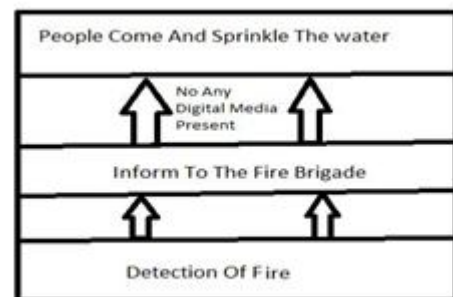 People Come And Sprinkle The water
No Any
Digital Media
Present
Inform To The Fire Brigade
Detection Of Fire